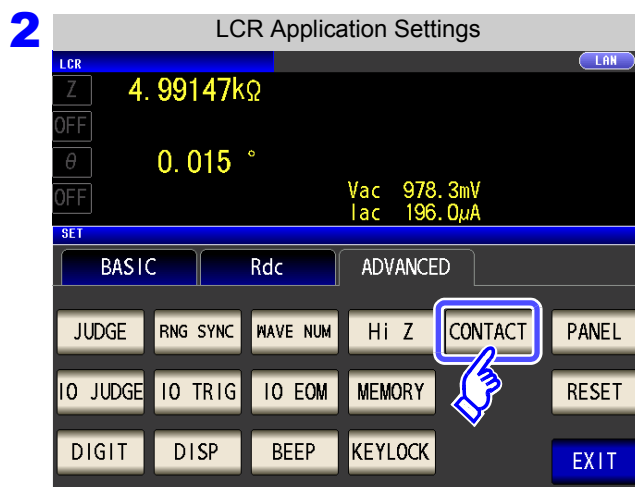 2
LCR Application Settings
LCR LAN
Z 4.99147kΩ
OFF
θ 0.015 °
OFF Vac 978.3mV
Iac 196.0μA
SET
BASIC Rdc ADVANCED
JUDGE RNG SYNC WAVE NUM Hi Z CONTACT PANEL
IO JUDGE IO TRIG IO EOM MEMORY RESET
DIGIT DISP BEEP KEYLOCK EXIT